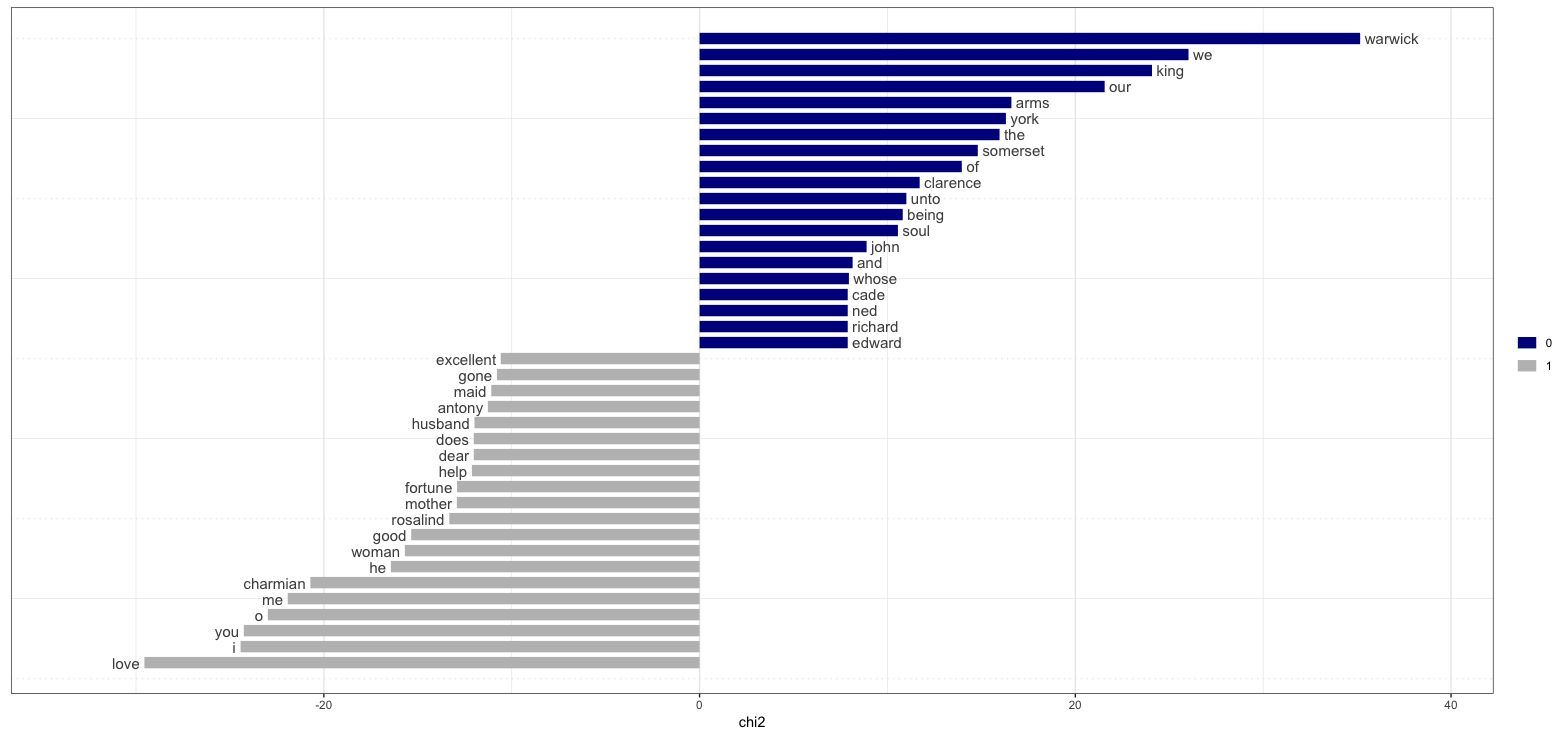 warwick
we
king
our
arms
york
the
somerset
of
clarence
unto
being
soul
john
and
whose
cade
ned
richard
edward
excellent
gone
maid
antony
husband
does
dear
help
fortune
mother
rosalind
good
woman
he
charmian
me
o
you
i
love
0
1
-20 0 20 40
chi2